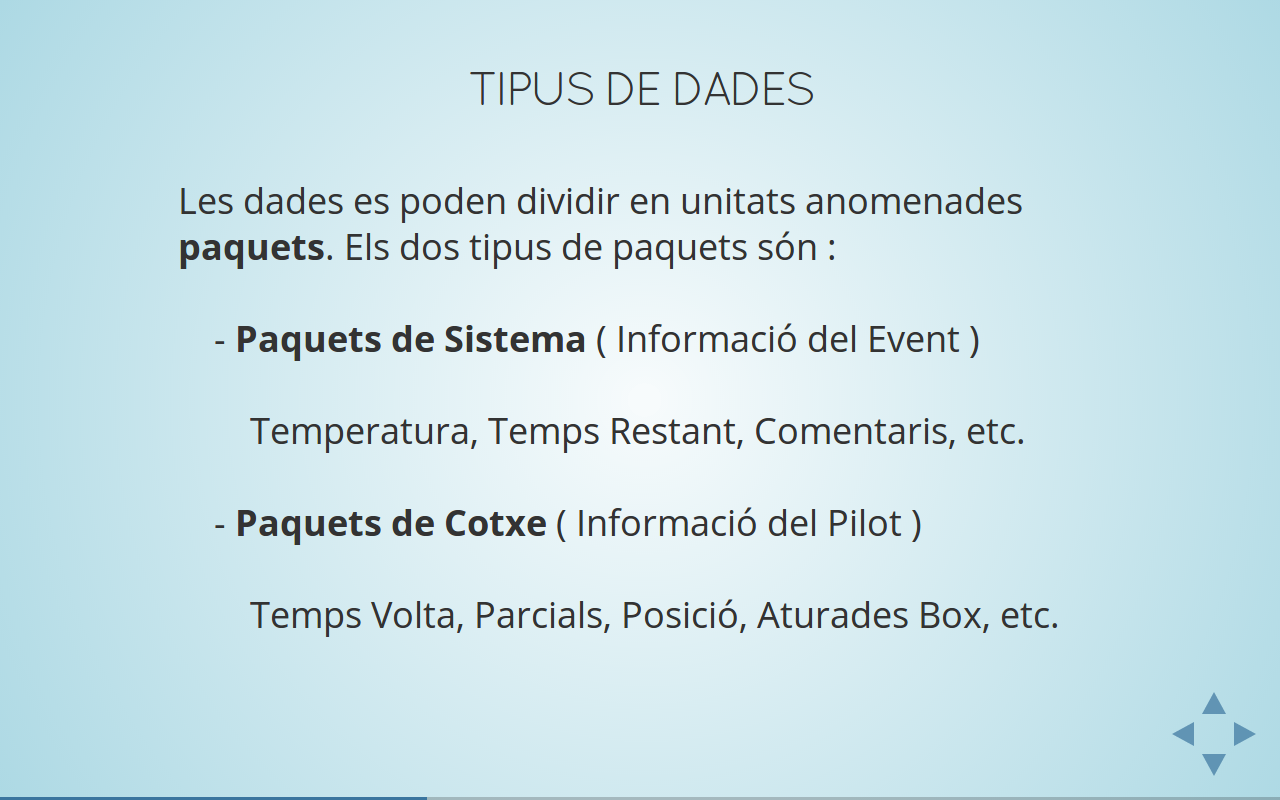 TIPUS DE DADES
Les dades es poden dividir en unitats anomenades
paquets. Els dos tipus de paquets són :
- Paquets de Sistema ( Informació del Event )
Temperatura, Temps Restant, Comentaris, etc.
- Paquets de Cotxe ( Informació del Pilot )
Temps Volta, Parcials, Posició, Aturades Box, etc.